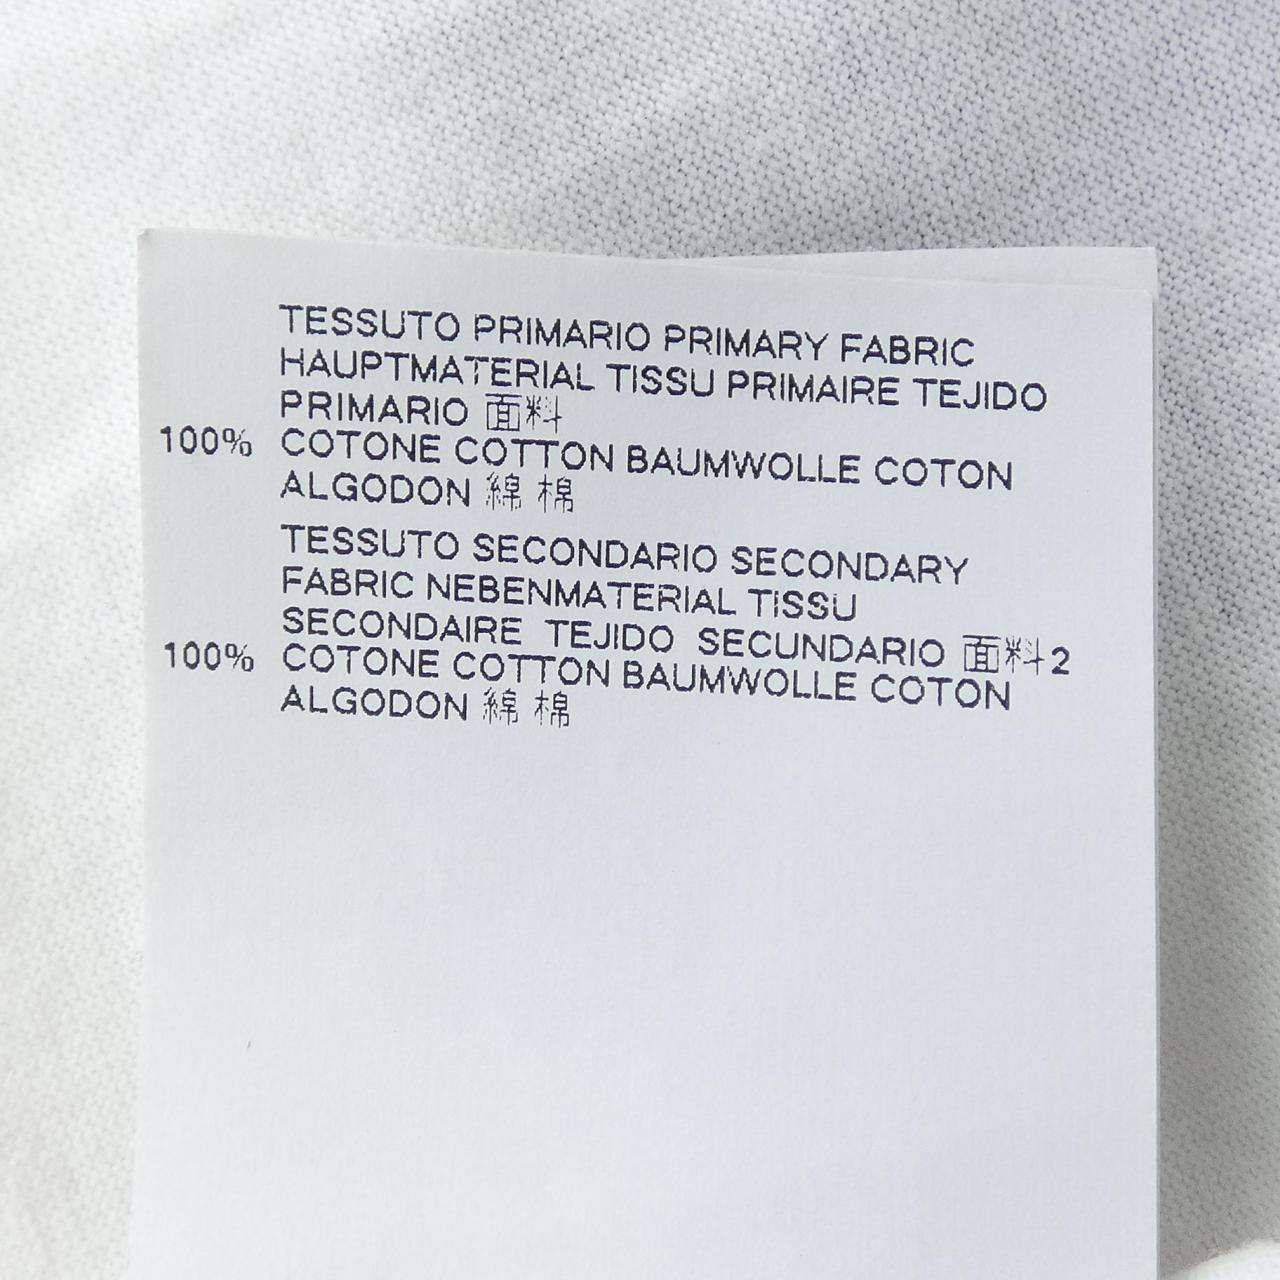 TESSUTO PRIMARIO PRIMARY FABRIC
HAUPTMATERIAL TISSU PRIMAIRE TEJIDO
PRIMARIO 面料
100% COTONE COTTON BAUMWOLLE COTON
ALGODON 綿 棉
TESSUTO SECONDARIO SECONDARY
FABRIC NEBENMATERIAL TISSU
SECONDAIRE TEJIDO SECUNDARIO 面料2
100% COTONE COTTON BAUMWOLLE COTON
ALGODON 綿 棉